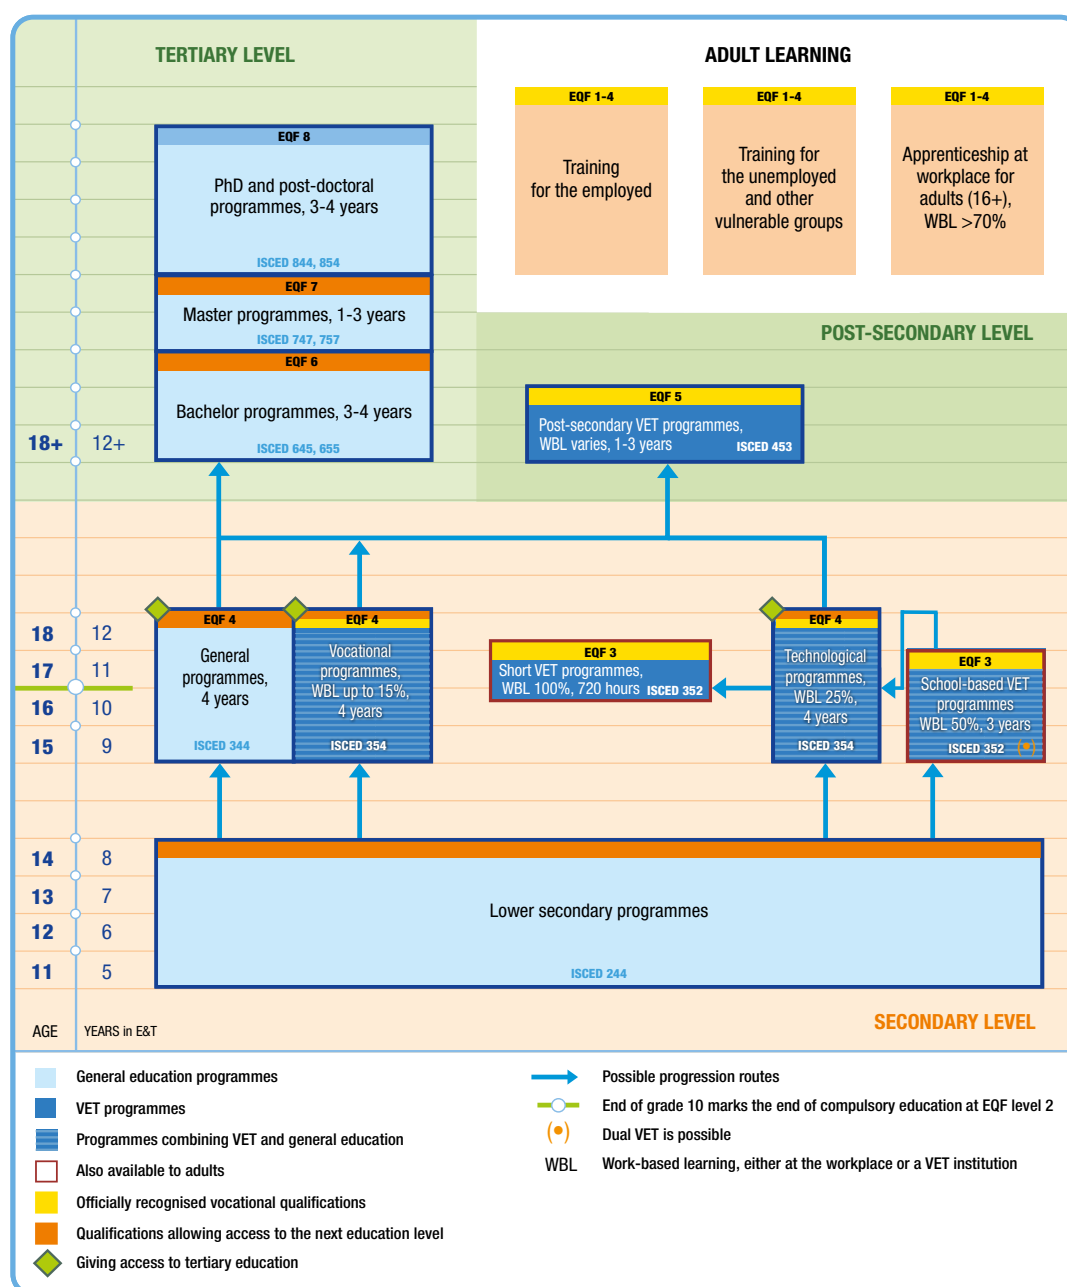 TERTIARY LEVEL
ADULT LEARNING
EQF 1-4
Training
for the employed
EQF 1-4
Training for
the unemployed
and other
vulnerable groups
EQF 1-4
Apprenticeship at
workplace for
adults (16+),
WBL >70%
EQF 8
PhD and post-doctoral
programmes, 3-4 years
ISCED 844, 854
EQF 7
Master programmes, 1-3 years
ISCED 747, 757
EQF 6
Bachelor programmes, 3-4 years
ISCED 645, 655
POST-SECONDARY LEVEL
EQF 5
Post-secondary VET programmes,
WBL varies, 1-3 years
ISCED 453
18+ 12+
18 12
17 11
16 10
15 9
EQF 4
General
programmes,
4 years
ISCED 344
EQF 4
Vocational
programmes,
WBL up to 15%,
4 years
ISCED 354
EQF 3
Short VET programmes,
WBL 100%, 720 hours
ISCED 352
EQF 4
Technological
programmes,
WBL 25%,
4 years
ISCED 354
EQF 3
School-based VET
programmes
WBL 50%, 3 years
ISCED 352
14 8
13 7
12 6
11 5
Lower secondary programmes
ISCED 244
AGE
YEARS in E&T
SECONDARY LEVEL
General education programmes
VET programmes
Programmes combining VET and general education
Also available to adults
Officially recognised vocational qualifications
Qualifications allowing access to the next education level
Giving access to tertiary education
Possible progression routes
End of grade 10 marks the end of compulsory education at EQF level 2
Dual VET is possible
WBL Work-based learning, either at the workplace or a VET institution